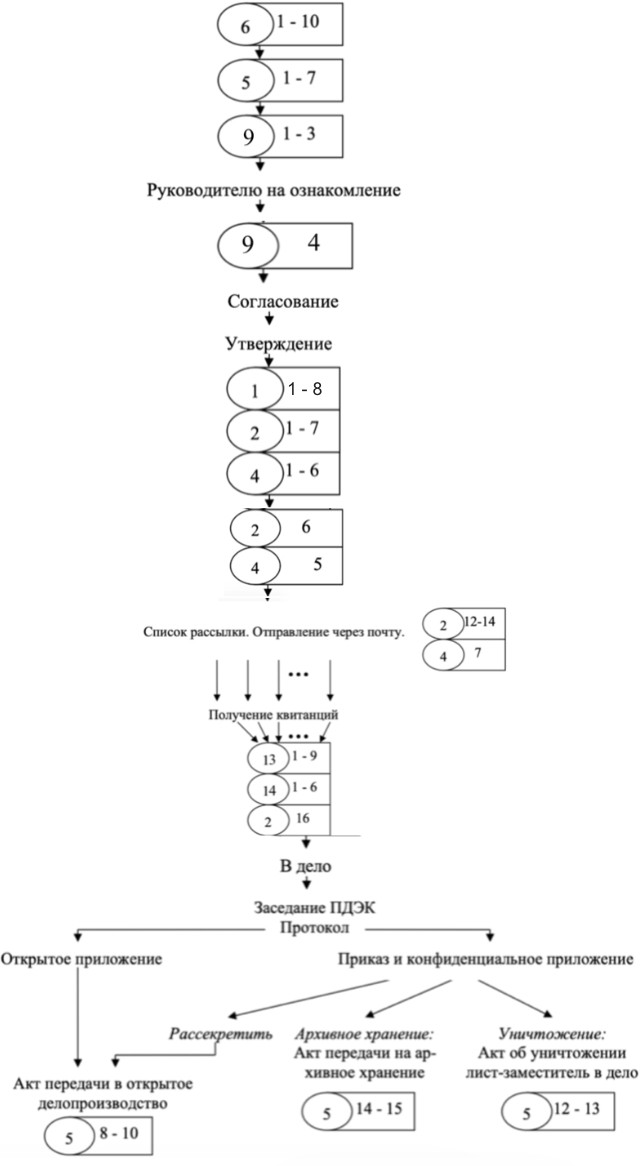 6 1 - 10
5 1 - 7
9 1 - 3
Руководителю на ознакомление
9 4
Согласование
Утверждение
1 1 - 8
2 1 - 7
4 1 - 6
2 6
4 5
Список рассылки. Отправление через почту.
2 12-14
4 7
...
Получение квитанций
...
13 1 - 9
14 1 - 6
2 16
В дело
Заседание ПДЭК
Протокол
Открытое приложение
Приказ и конфиденциальное приложение
Рассекретить
Архивное хранение:
Акт передачи на ар-
хивное хранение
5 14 - 15
Уничтожение:
Акт об уничтожении
лист-заместитель в дело
5 12 - 13
Акт передачи в открытое
делопроизводство
5 8 - 10